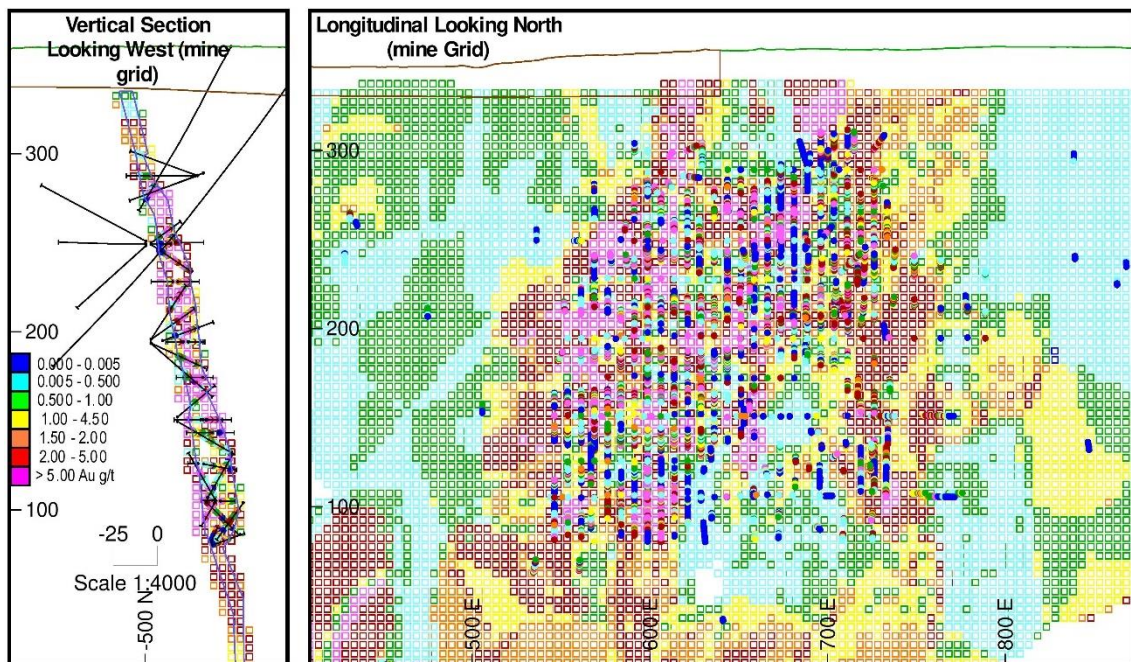 Vertical Section
Looking West (mine
grid)
300
200
100
0.000 - 0.005
0.005 - 0.500
0.500 - 1.00
1.00 - 4.50
1.50 - 2.00
2.00 - 5.00
> 5.00 Au g/t
-25 0
Scale 1:4000
-500 N
Longitudinal Looking North
(mine Grid)
300
200
100
500 E
600 E
700 E
800 E